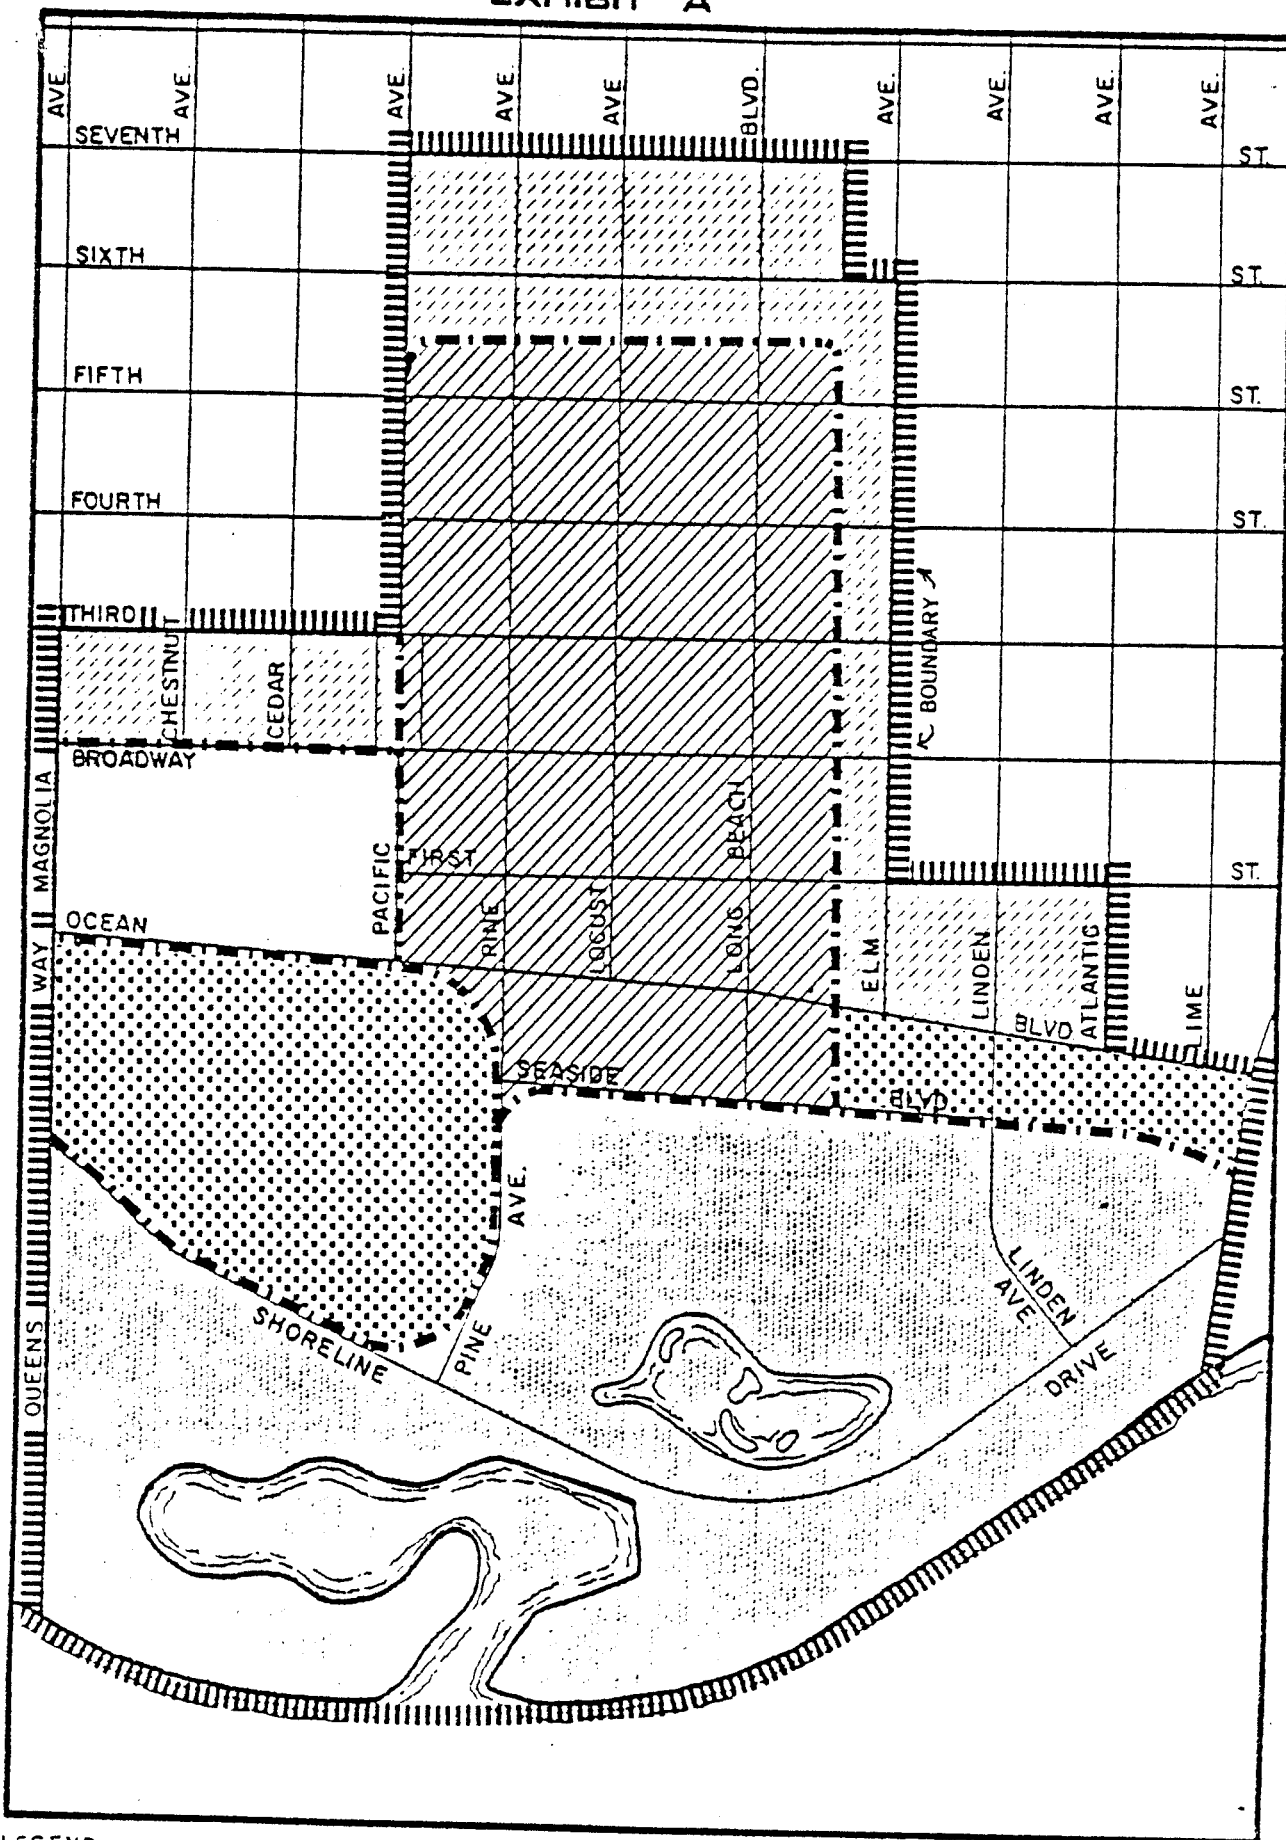 EXHIBIT "A"
AVE.
AVE.
AVE.
AVE.
AVE
BLVD.
AVE.
AVE.
AVE.
AVE.
SEVENTH
ST.
SIXTH
ST.
FIFTH
ST.
FOURTH
ST.
THIRD
CHESTNUT
CEDAR
BOUNDARY
BROADWAY
MAGNOLIA
PACIFIC
FIRST
BEACH
ST.
OCEAN
PINE
LOCUST
LONG
ELM
LINDEN
ATLANTIC
LIME
BLVD
WAY
SEASIDE
BLVD
AVE.
LINDEN
AVE
QUEENS
SHORELINE
PINE
DRIVE
LEGEND